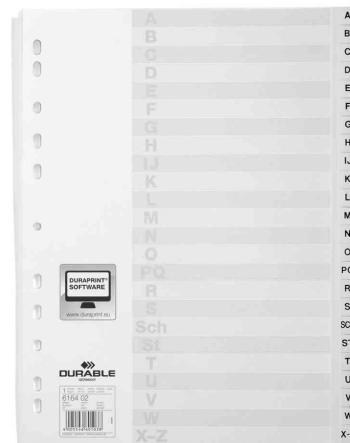 A
B
C
D
E
F
G
H
IJ
K
L
M
N
O
PQ
R
S
Sch
St
T
U
V
W
X-Z
A
B
C
D
E
F
G
H
K
L
M
N
O
R
S
T
U
V
W
X-
DURAPRINT®
SOFTWARE
www.duraprint.eu
DURABLE
GERMANY
6164 02